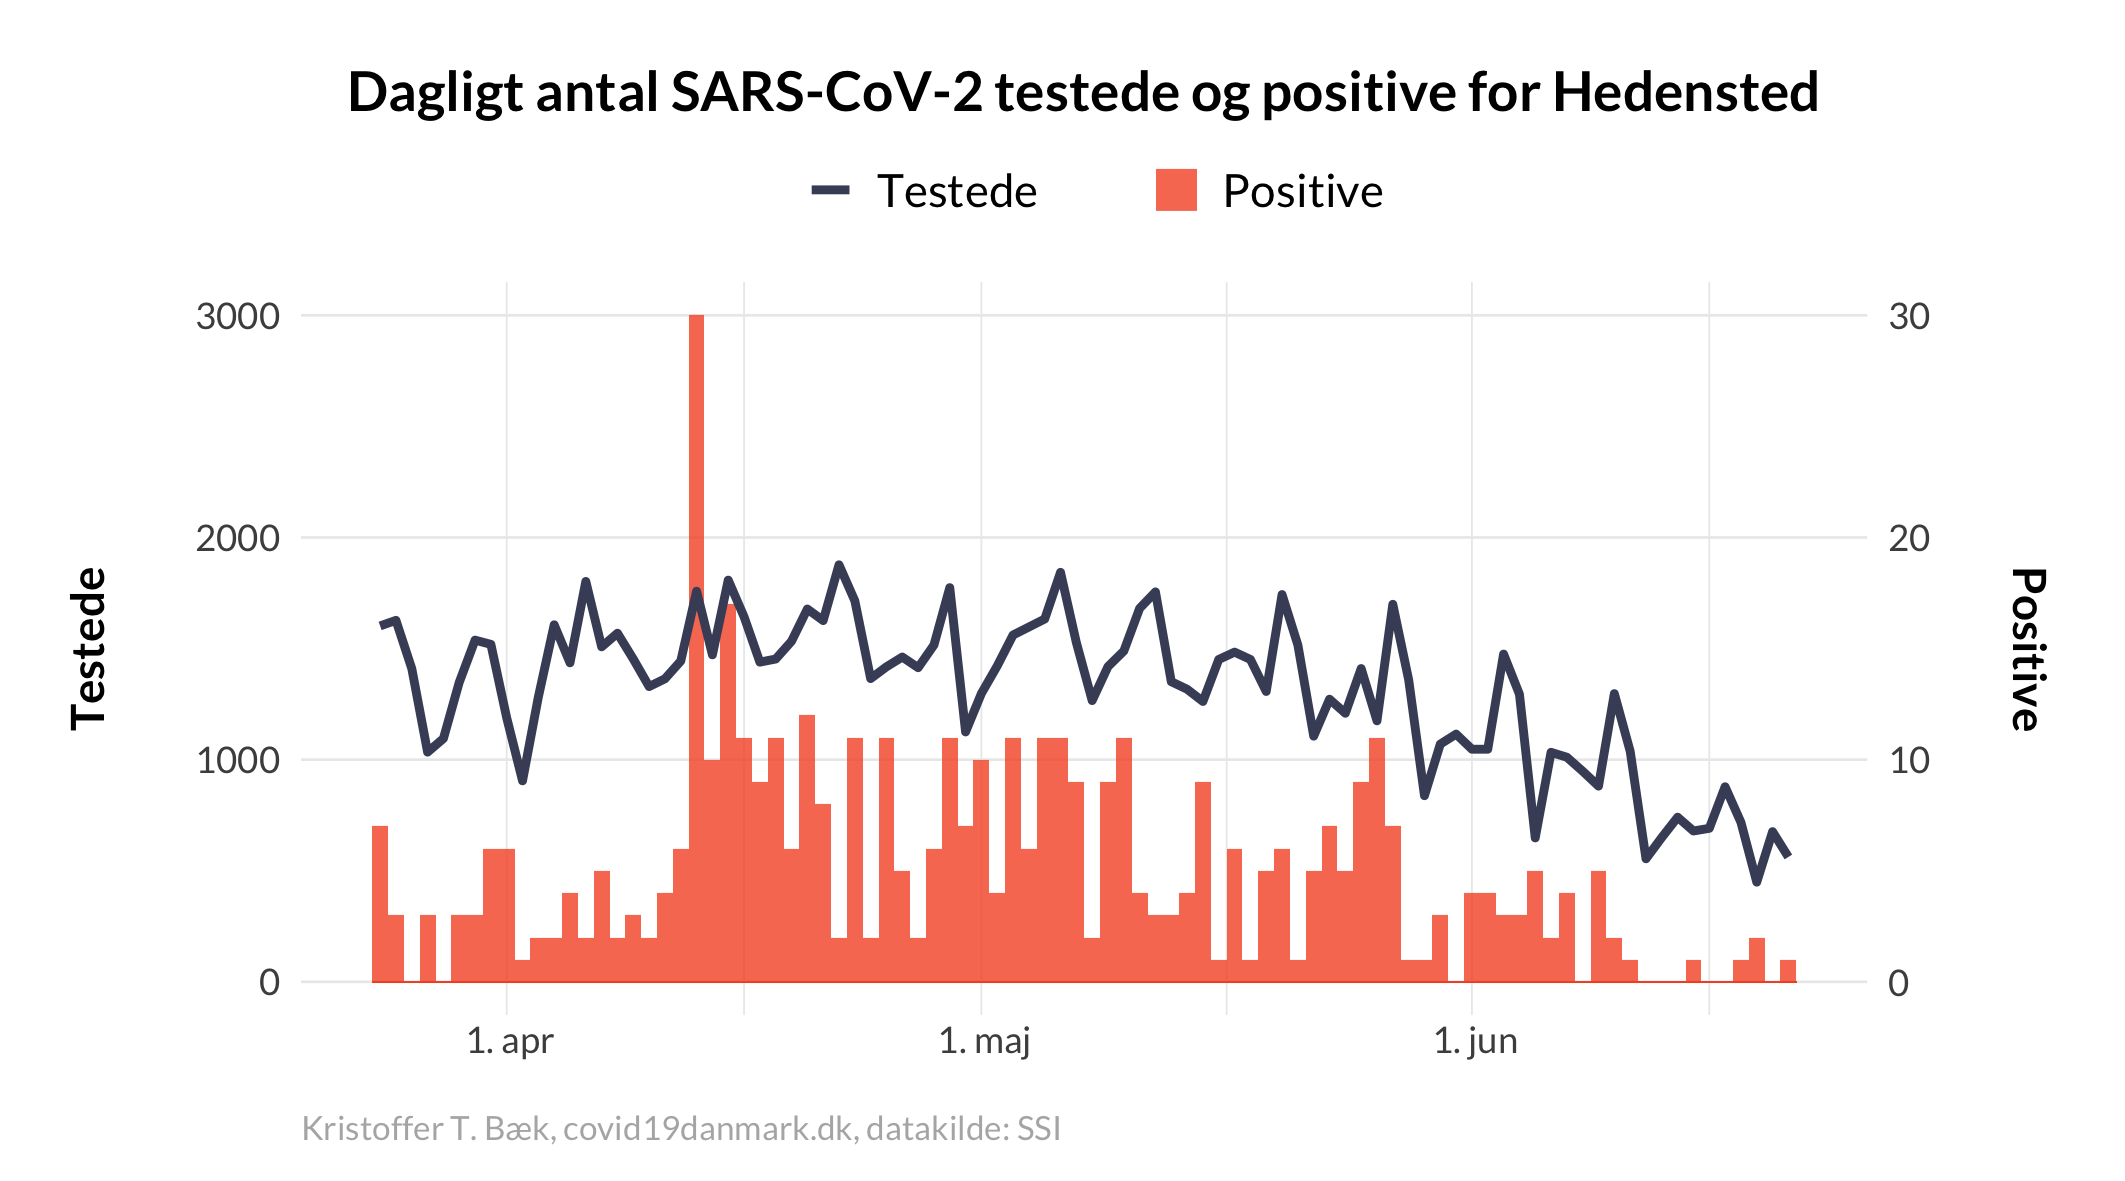 Dagligt antal SARS-CoV-2 testede og positive for Hedensted
Testede Positive
3000 30
2000 20
Testede Positive
1000 10
0 0
1. apr 1. maj 1. jun
Kristoffer T. Bæk, covid19danmark.dk, datakilde: SSI